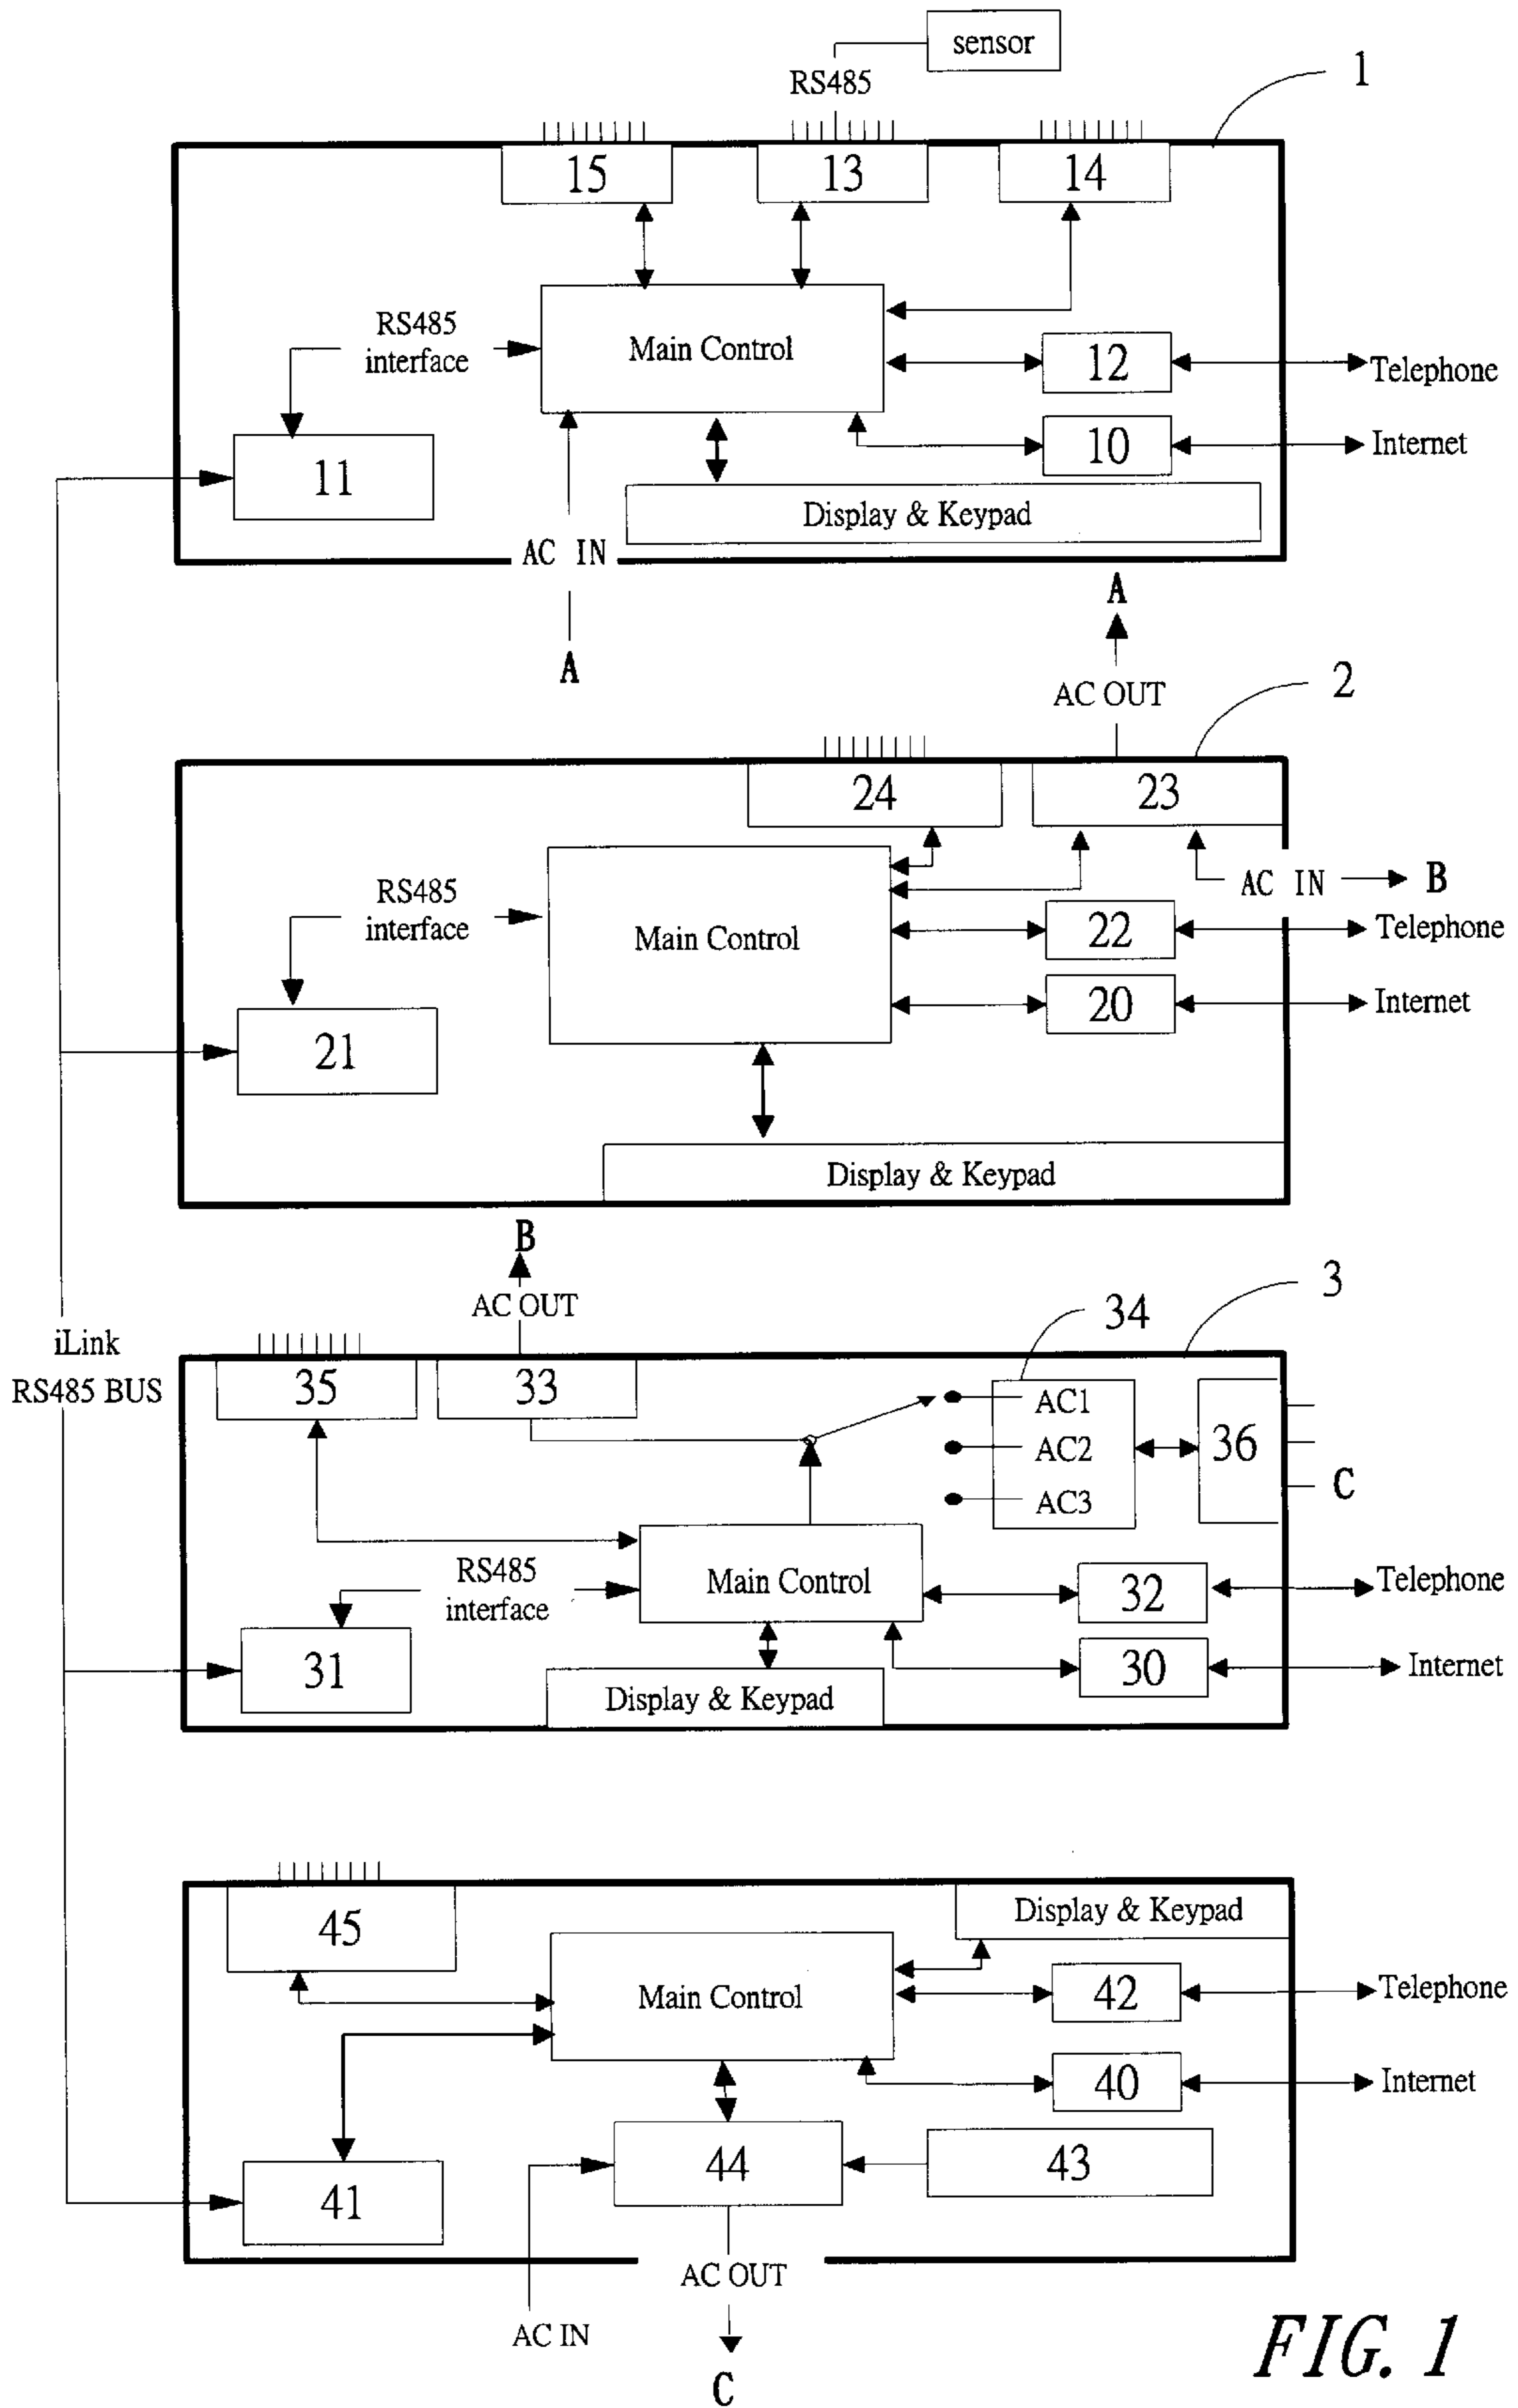 sensor
RS485
1
15
13
14
RS485
interface
Main Control
12
Telephone
10
Internet
11
Display & Keypad
AC IN
A
A
AC OUT
2
24
23
AC IN
B
RS485
interface
Main Control
22
Telephone
20
Internet
21
Display & Keypad
B
AC OUT
3
34
iLink
RS485 BUS
35
33
AC1
AC2
AC3
36
C
RS485
interface
Main Control
32
Telephone
31
30
Internet
Display & Keypad
45
Display & Keypad
Main Control
42
Telephone
40
Internet
44
43
41
AC OUT
AC IN
C
FIG. 1